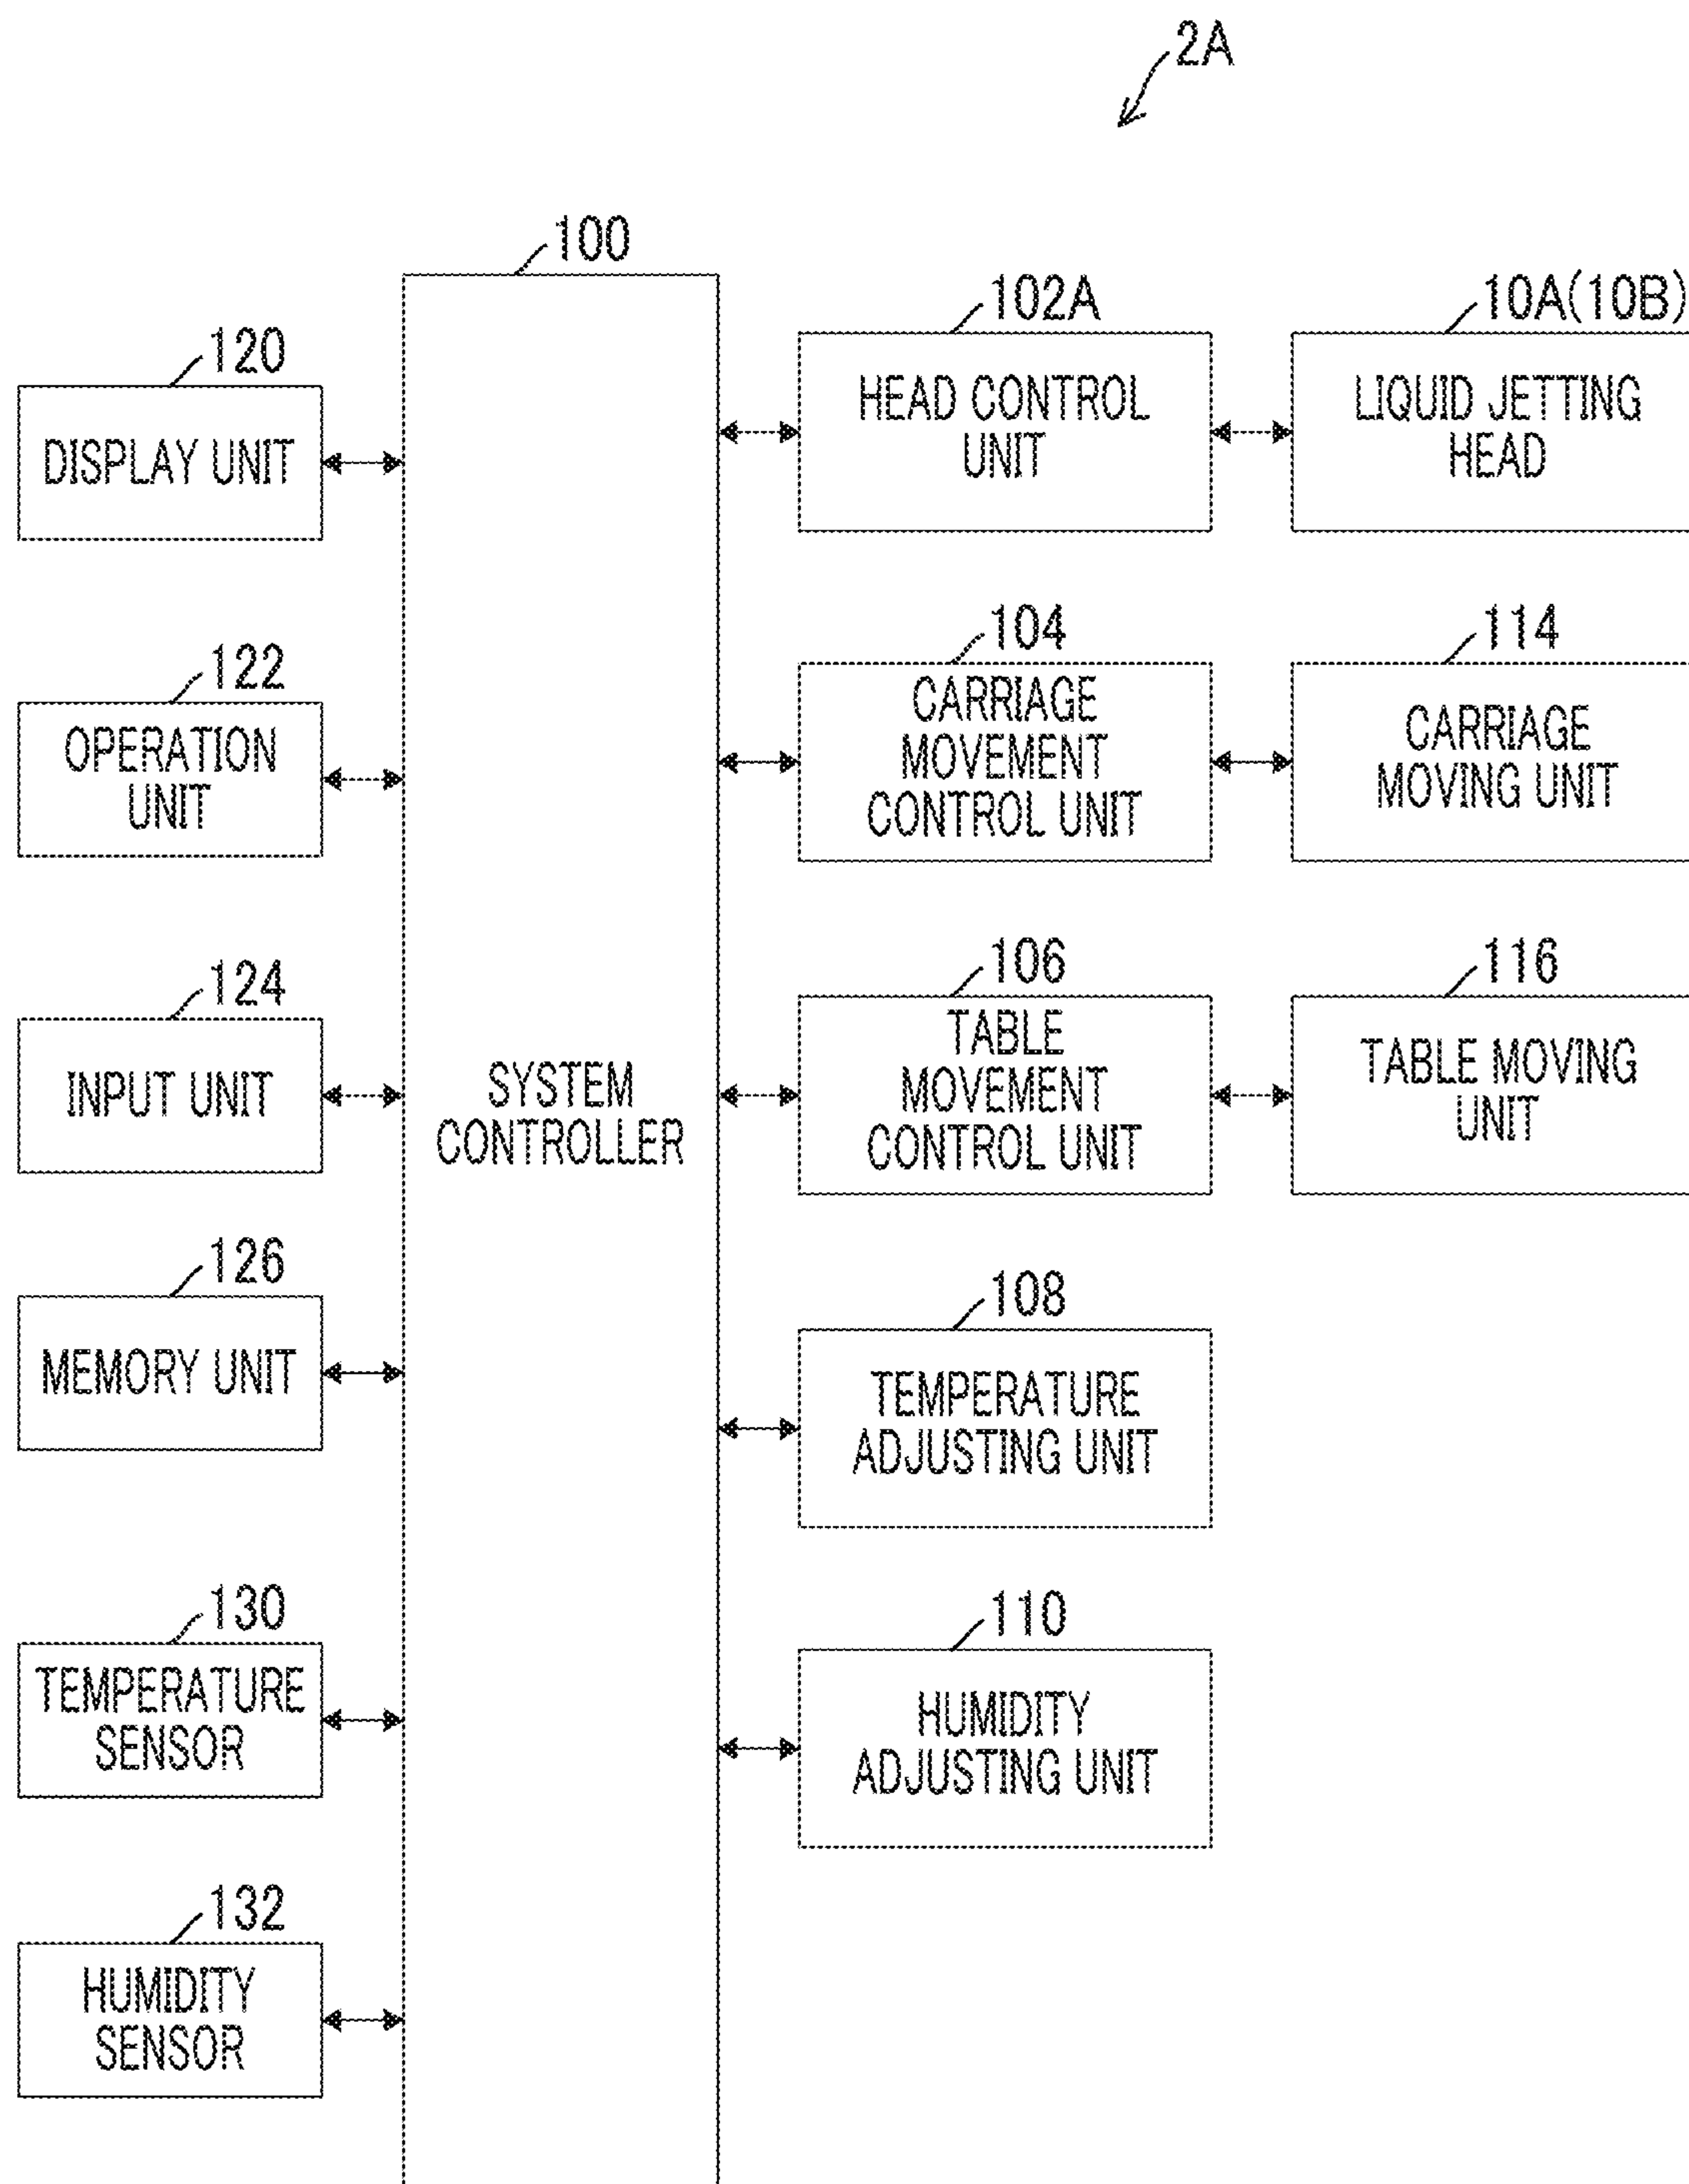 2A
100
120
DISPLAY UNIT
122
OPERATION
UNIT
124
INPUT UNIT
126
MEMORY UNIT
130
TEMPERATURE
SENSOR
132
HUMIDITY
SENSOR
SYSTEM
CONTROLLER
102A
HEAD CONTROL
UNIT
10A(10B)
LIQUID JETTING
HEAD
104
CARRIAGE
MOVEMENT
CONTROL UNIT
114
CARRIAGE
MOVING UNIT
106
TABLE
MOVEMENT
CONTROL UNIT
116
TABLE MOVING
UNIT
108
TEMPERATURE
ADJUSTING UNIT
110
HUMIDITY
ADJUSTING UNIT